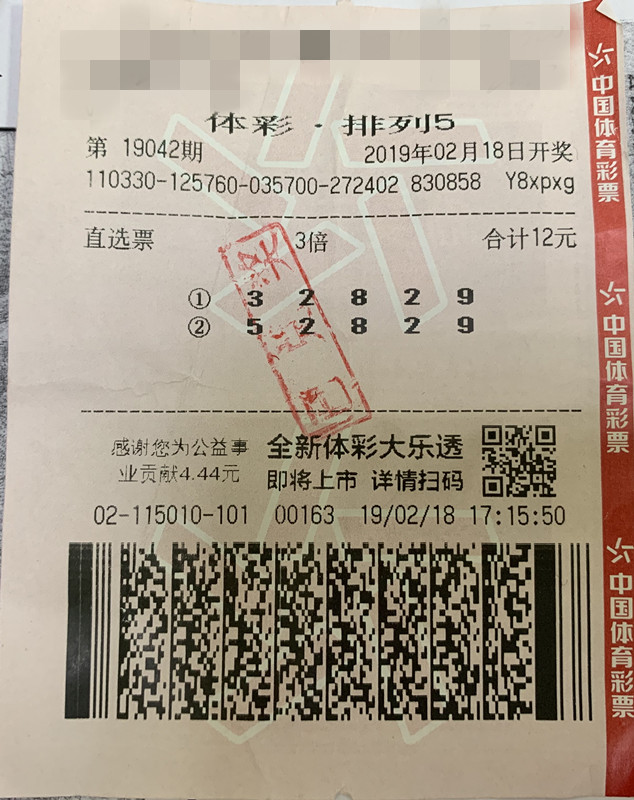 体彩·排列5
第 19042期 2019年02月18日开奖
110330-125760-035700-272402 830858 Y8xpxg
直选票 3倍 合计12元
① 3 2 8 2 9
② 5 2 8 2 9
感谢您为公益事
业贡献4.44元
全新体彩大乐透
即将上市 详情扫码
02-115010-101 00163 19/02/18 17:15:50
中国体育彩票
中国体育彩票
中国体育彩票